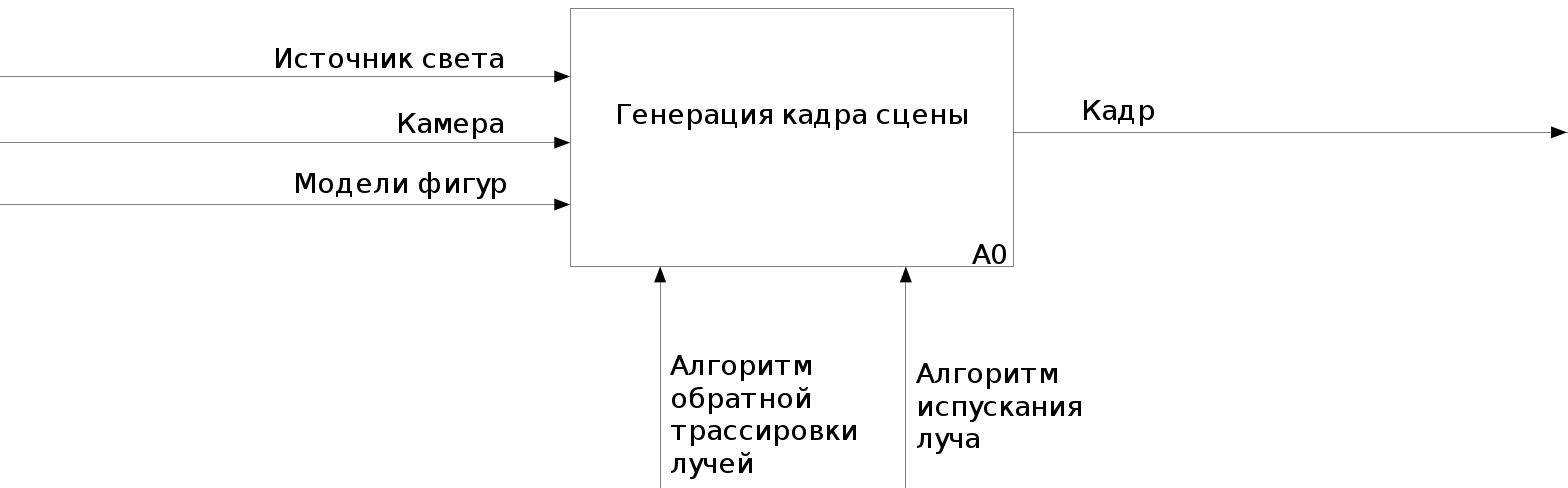 Источник света
Камера
Модели фигур
Генерация кадра сцены
A0
Кадр
Алгоритм
обратной
трассировки
лучей
Алгоритм
испускания
луча